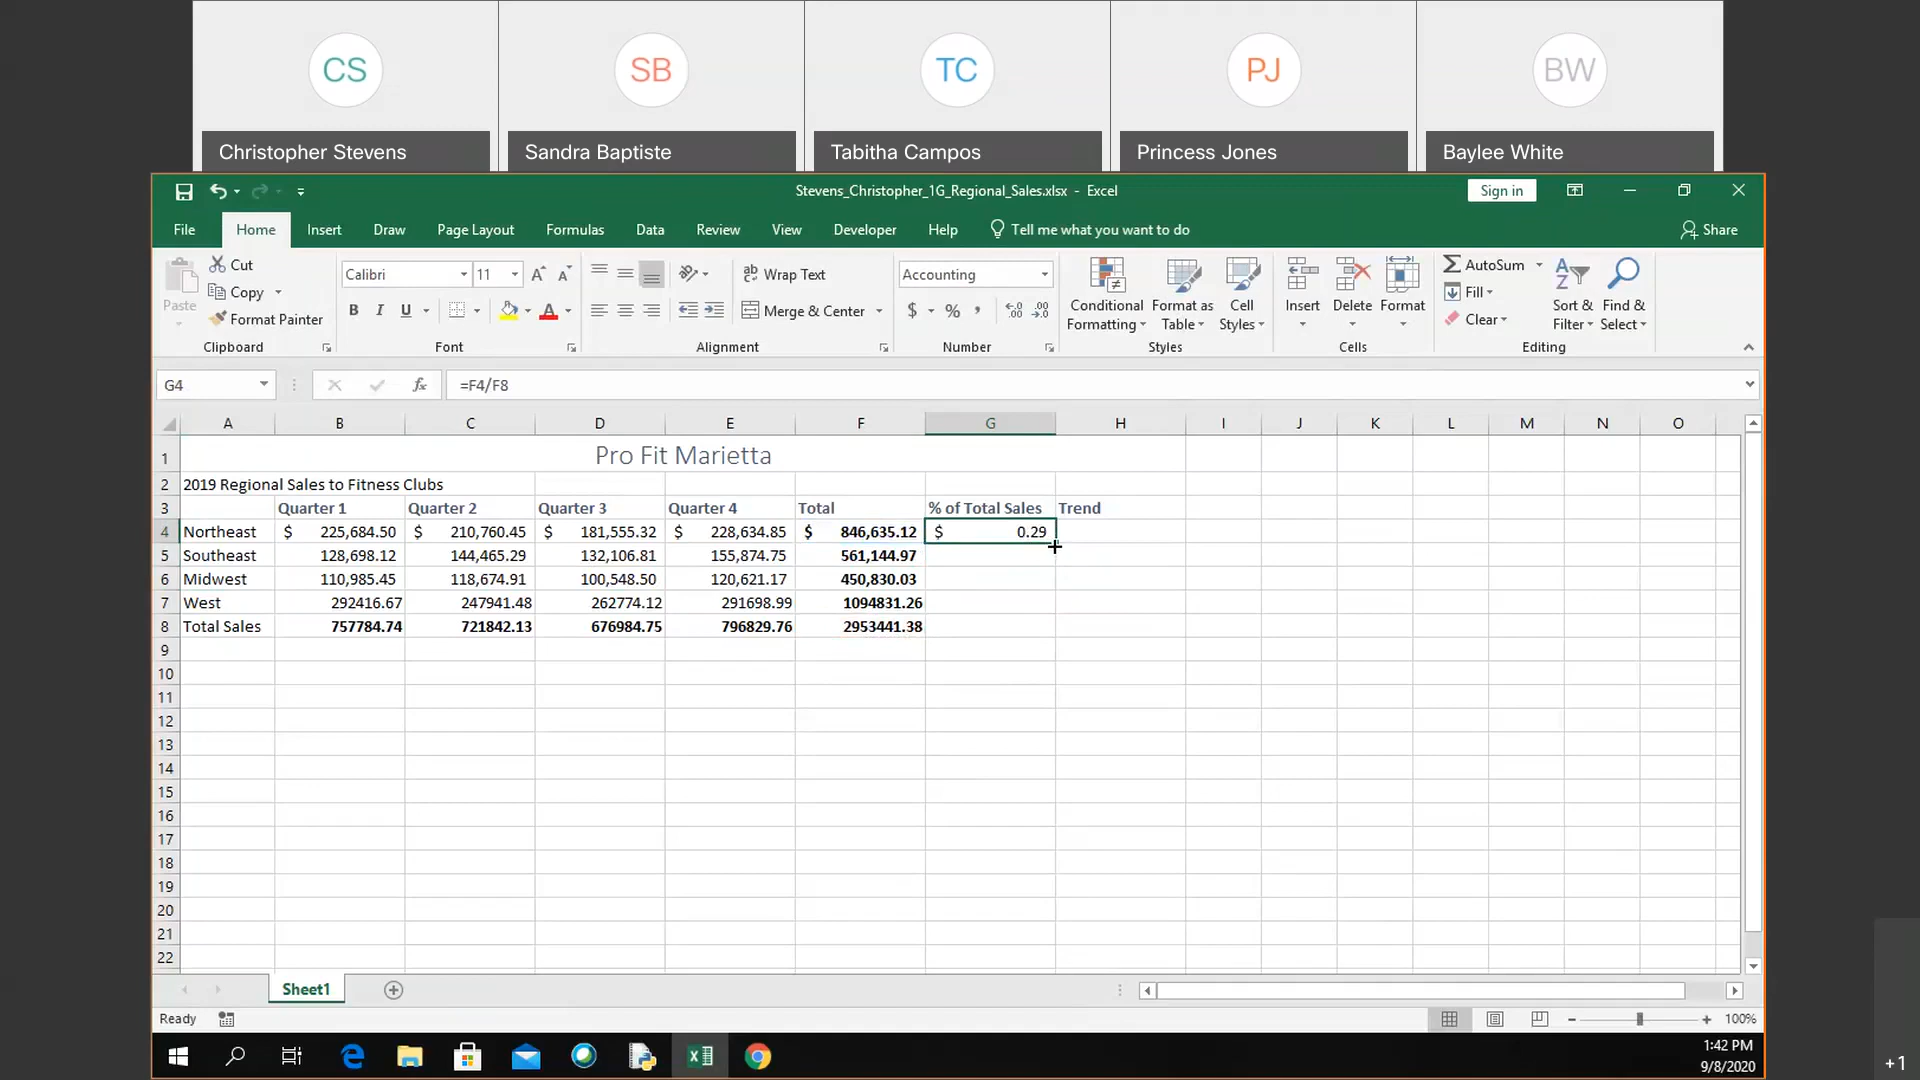 CS SB TC PJ BW
Christopher Stevens Sandra Baptiste Tabitha Campos Princess Jones Baylee White
Stevens_Christopher_1G_Regional_Sales.xlsx - Excel Sign in
File Home Insert Draw Page Layout Formulas Data Review View Developer Help Tell me what you want to do Share
Cut
Copy
Format Painter
Paste
Clipboard
Calibri 11
B I U A
Font
ab Wrap Text
Merge & Center
Alignment
Accounting
$ % , .0 .00
Number
Conditional Formatting
Format as Table
Cell Styles
Styles
Insert Delete Format
Cells
AutoSum
Fill
Clear
Sort & Filter
Find & Select
Editing
G4 fx =F4/F8
A B C D E F G H I J K L M N O
1 Pro Fit Marietta
2 2019 Regional Sales to Fitness Clubs
3 Quarter 1 Quarter 2 Quarter 3 Quarter 4 Total % of Total Sales Trend
4 Northeast $ 225,684.50 $ 210,760.45 $ 181,555.32 $ 228,634.85 $ 846,635.12 $ 0.29
5 Southeast 128,698.12 144,465.29 132,106.81 155,874.75 561,144.97
6 Midwest 110,985.45 118,674.91 100,548.50 120,621.17 450,830.03
7 West 292416.67 247941.48 262774.12 291698.99 1094831.26
8 Total Sales 757784.74 721842.13 676984.75 796829.76 2953441.38
9
10
11
12
13
14
15
16
17
18
19
20
21
22
Sheet1
Ready 100%
1:42 PM
9/8/2020
+1